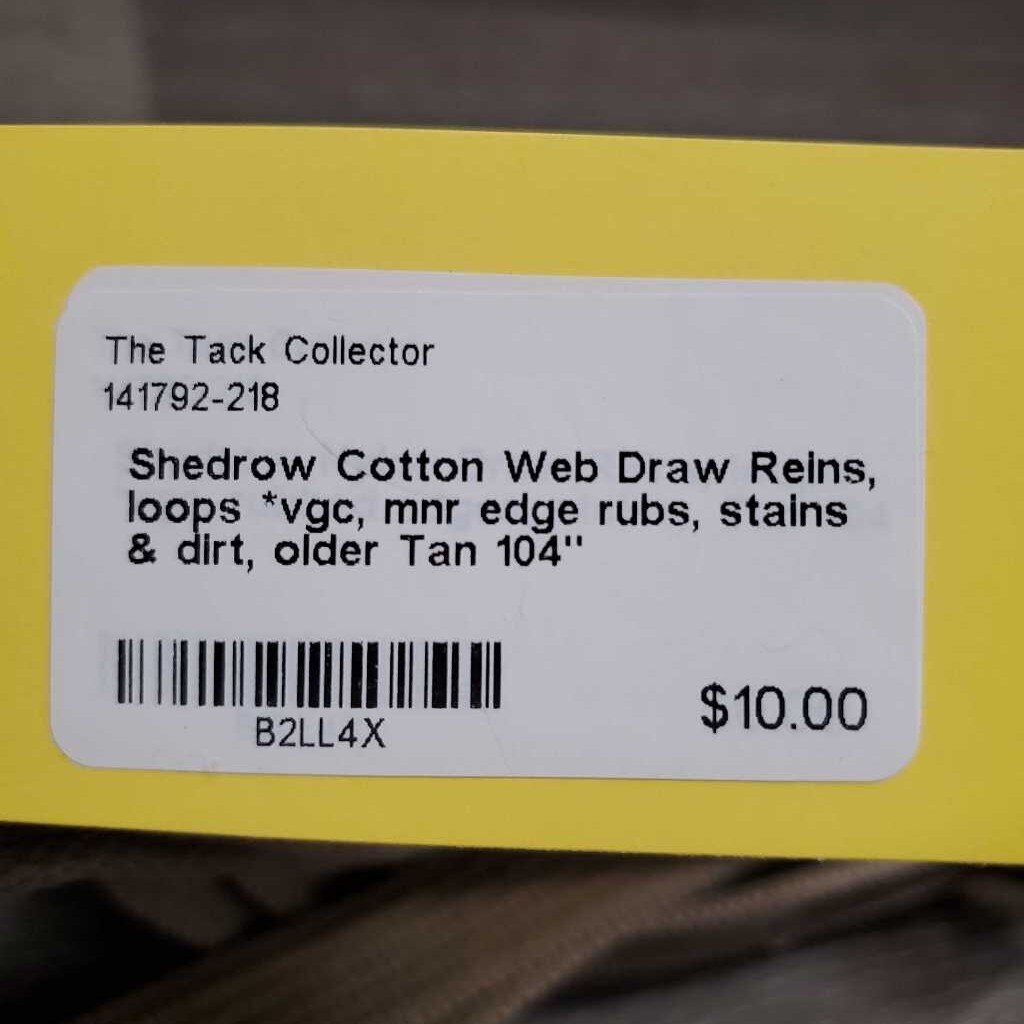 The Tack Collector
141792-218
Shedrow Cotton Web Draw Reins,
loops *vgc, mnr edge rubs, stains
& dirt, older Tan 104"
B2LL4X
$10.00